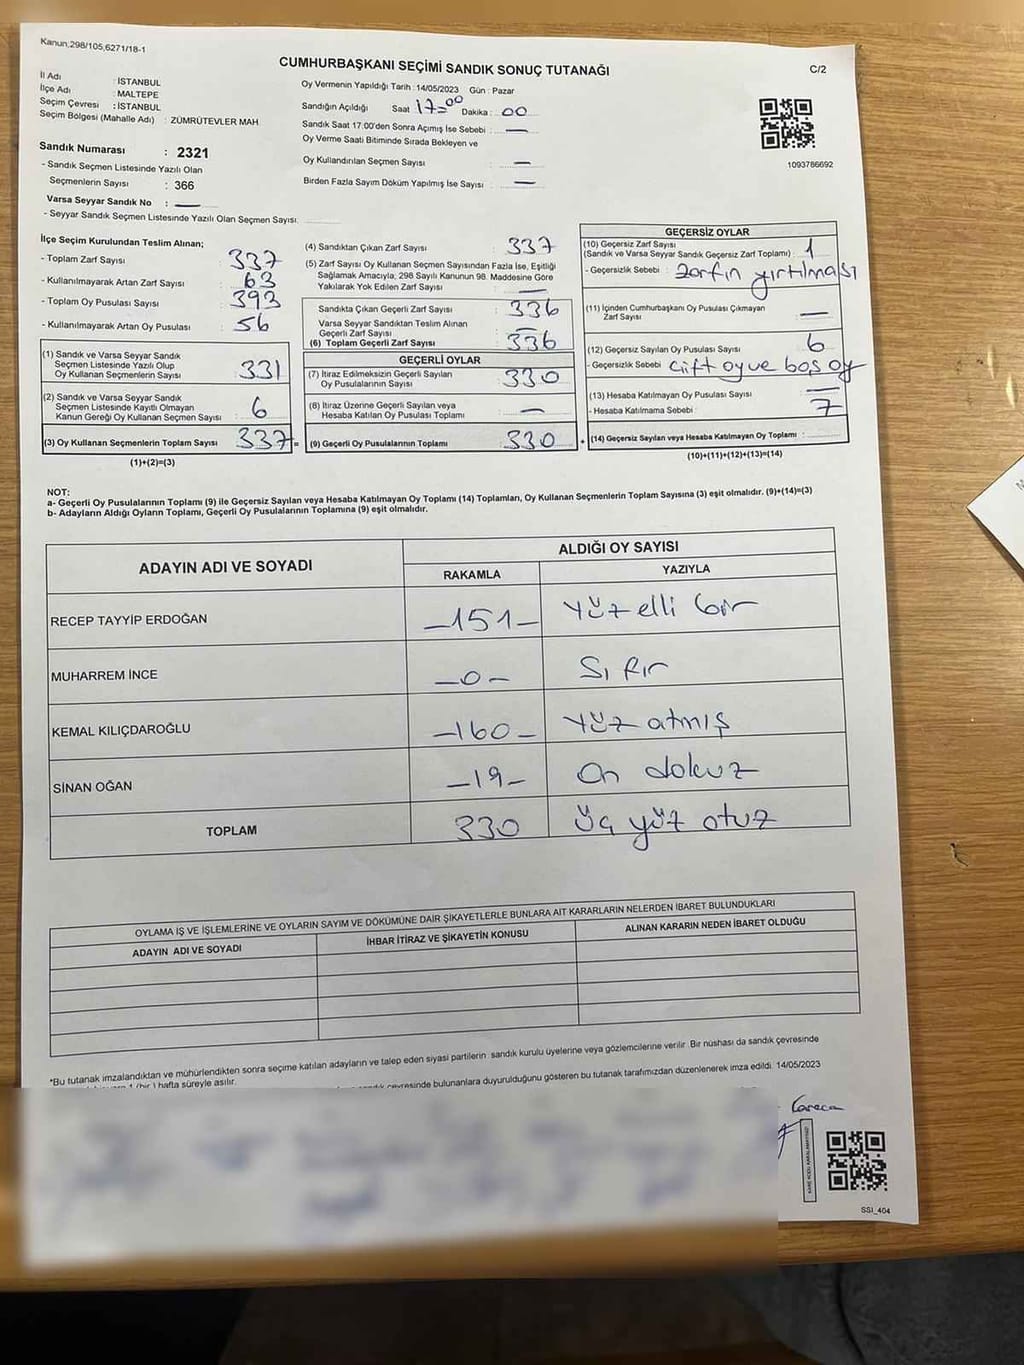 Kanun;298/105,6271/18-1
CUMHURBAŞKANI SEÇİMİ SANDIK SONUÇ TUTANAĞI
C/2
İl Adı : İSTANBUL
İlçe Adı : MALTEPE
Seçim Çevresi : İSTANBUL
Seçim Bölgesi (Mahalle Adı) : ZÜMRÜTEVLER MAH.
Sandık Numarası : 2321
- Sandık Seçmen Listesinde Yazılı Olan
Seçmenlerin Sayısı : 366
Varsa Seyyar Sandık No : —
- Seyyar Sandık Seçmen Listesinde Yazılı Olan Seçmen Sayısı:
Oy Vermenin Yapıldığı Tarih : 14/05/2023 Gün : Pazar
Sandığın Açıldığı Saat 17=00 Dakika : 00
Sandık Saat 17:00'den Sonra Açımış İse Sebebi : —
Oy Verme Saati Bitiminde Sırada Bekleyen ve
Oy Kullandırılan Seçmen Sayısı : —
Birden Fazla Sayım Döküm Yapılmış İse Sayısı : —
1093786692
İlçe Seçim Kurulundan Teslim Alınan;
- Toplam Zarf Sayısı : 337
- Kullanılmayarak Artan Zarf Sayısı : 63
- Toplam Oy Pusulası Sayısı : 393
- Kullanılmayarak Artan Oy Pusulası : 56
(1) Sandık ve Varsa Seyyar Sandık
Seçmen Listesinde Yazılı Olup
Oy Kullanan Seçmenlerin Sayısı : 331
(2) Sandık ve Varsa Seyyar Sandık
Seçmen Listesinde Kayıtlı Olmayan
Kanun Gereği Oy Kullanan Seçmen Sayısı : 6
(3) Oy Kullanan Seçmenlerin Toplam Sayısı : 337 =
(1)+(2)=(3)
(4) Sandıktan Çıkan Zarf Sayısı : 337
(5) Zarf Sayısı Oy Kullanan Seçmen Sayısından Fazla İse, Eşitliği
Sağlamak Amacıyla; 298 Sayılı Kanunun 98. Maddesine Göre
Yakılarak Yok Edilen Zarf Sayısı : —
Sandıkta Çıkan Geçerli Zarf Sayısı : 336
Varsa Seyyar Sandıktan Teslim Alınan
Geçerli Zarf Sayısı : —
(6) Toplam Geçerli Zarf Sayısı : 336
GEÇERLİ OYLAR
(7) İtiraz Edilmeksizin Geçerli Sayılan
Oy Pusulalarının Sayısı : 330
(8) İtiraz Üzerine Geçerli Sayılan veya
Hesaba Katılan Oy Pusulası Toplamı : —
(9) Geçerli Oy Pusulalarının Toplamı : 330 +
GEÇERSİZ OYLAR
(10) Geçersiz Zarf Sayısı
(Sandık ve Varsa Seyyar Sandık Geçersiz Zarf Toplamı) : 1
- Geçersizlik Sebebi : zarfın yırtılması
(11) İçinden Cumhurbaşkanı Oy Pusulası Çıkmayan
Zarf Sayısı : —
(12) Geçersiz Sayılan Oy Pusulası Sayısı : 6
- Geçersizlik Sebebi : çift oy ve boş oy
(13) Hesaba Katılmayan Oy Pusulası Sayısı : —
- Hesaba Katılmama Sebebi : 7
(14) Geçersiz Sayılan veya Hesaba Katılmayan Oy Toplamı :
(10)+(11)+(12)+(13)=(14)
NOT:
a- Geçerli Oy Pusulalarının Toplamı (9) ile Geçersiz Sayılan veya Hesaba Katılmayan Oy Toplamı (14) Toplamları, Oy Kullanan Seçmenlerin Toplam Sayısına (3) eşit olmalıdır. (9)+(14)=(3)
b- Adayların Aldığı Oyların Toplamı, Geçerli Oy Pusulalarının Toplamına (9) eşit olmalıdır.
ADAYIN ADI VE SOYADI
ALDIĞI OY SAYISI
RAKAMLA YAZIYLA
RECEP TAYYİP ERDOĞAN —151— yüz elli bir
MUHARREM İNCE —0— Sıfır
KEMAL KILIÇDAROĞLU —160— yüz atmış
SİNAN OĞAN —19— On dokuz
TOPLAM 330 üç yüz otuz
OYLAMA İŞ VE İŞLEMLERİNE VE OYLARIN SAYIM VE DÖKÜMÜNE DAİR ŞİKAYETLERLE BUNLARA AİT KARARLARIN NELERDEN İBARET BULUNDUKLARI
ADAYIN ADI VE SOYADI İHBAR İTİRAZ VE ŞİKAYETİN KONUSU ALINAN KARARIN NEDEN İBARET OLDUĞU
*Bu tutanak imzalandıktan ve mühürlendikten sonra seçime katılan adayların ve talep eden siyasi partilerin sandık kurulu üyelerine veya gözlemcilerine verilir. Bir nüshası da sandık çevresinde
1 (bir ) hafta süreyle asılır.
sandık çevresinde bulunanlara duyurulduğunu gösteren bu tutanak tarafımızdan düzenlenerek imza edildi. 14/05/2023
Karaca
SSI_404